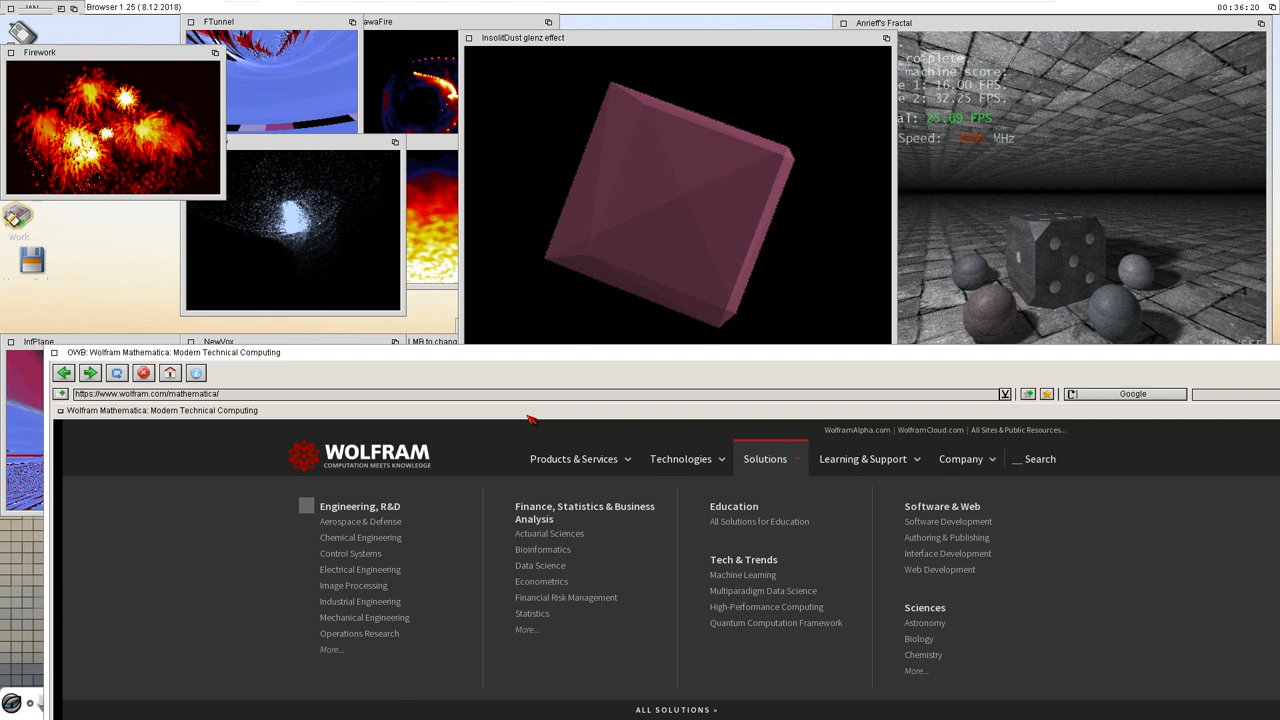 Browser 1.25 ( 8.12.2018)
00:36:20
FTunnel
awaFire
Anrieff's Fractal
InsolitDust glenz effect
Firework
complete
machine score:
e 1: 16.00 FPS.
e 2: 32.25 FPS.
al: 25.69 FPS
Speed: MHz
Work
InfPlane
NewVox
LMB to chang
OWB: Wolfram Mathematica: Modern Technical Computing
https://www.wolfram.com/mathematica/
Google
Wolfram Mathematica: Modern Technical Computing
WolframAlpha.com | WolframCloud.com | All Sites & Public Resources...
WOLFRAM
COMPUTATION MEETS KNOWLEDGE
Products & Services
Technologies
Solutions
Learning & Support
Company
__ Search
Engineering, R&D
Aerospace & Defense
Chemical Engineering
Control Systems
Electrical Engineering
Image Processing
Industrial Engineering
Mechanical Engineering
Operations Research
More...
Finance, Statistics & Business
Analysis
Actuarial Sciences
Bioinformatics
Data Science
Econometrics
Financial Risk Management
Statistics
More...
Education
All Solutions for Education
Tech & Trends
Machine Learning
Multiparadigm Data Science
High-Performance Computing
Quantum Computation Framework
Software & Web
Software Development
Authoring & Publishing
Interface Development
Web Development
Sciences
Astronomy
Biology
Chemistry
More...
ALL SOLUTIONS »